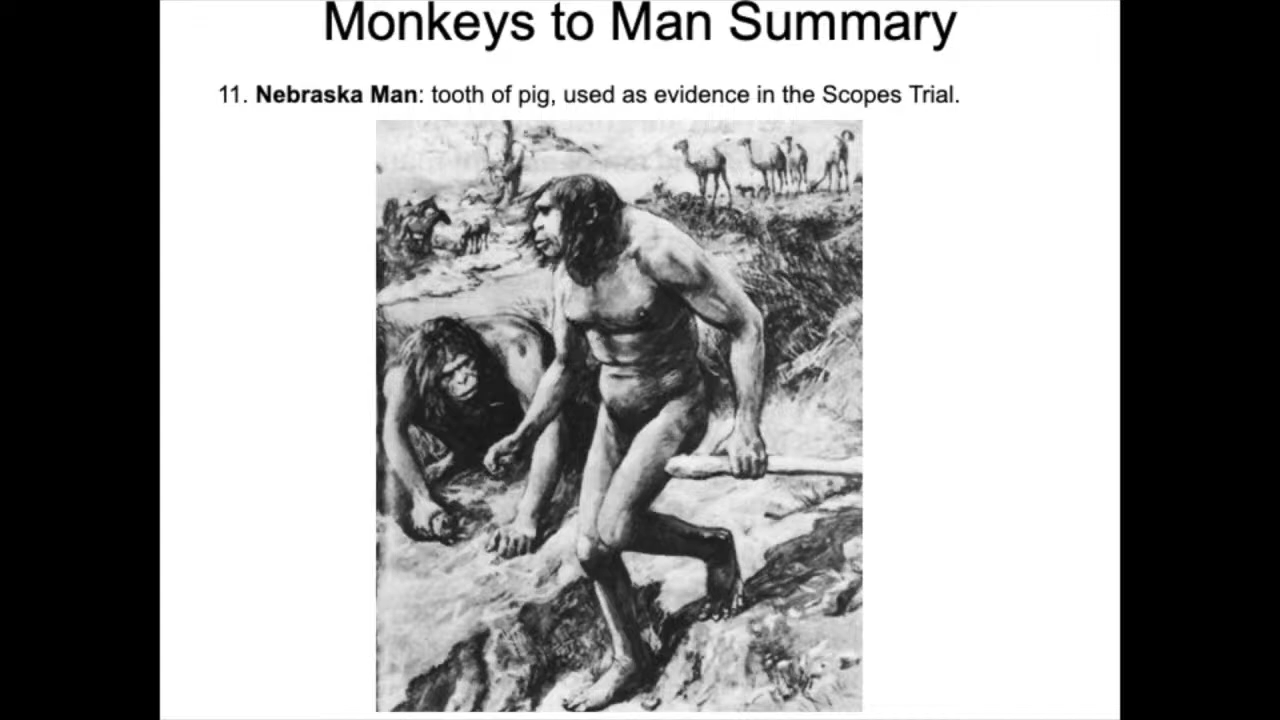 Monkeys to Man Summary
11. Nebraska Man: tooth of pig, used as evidence in the Scopes Trial.